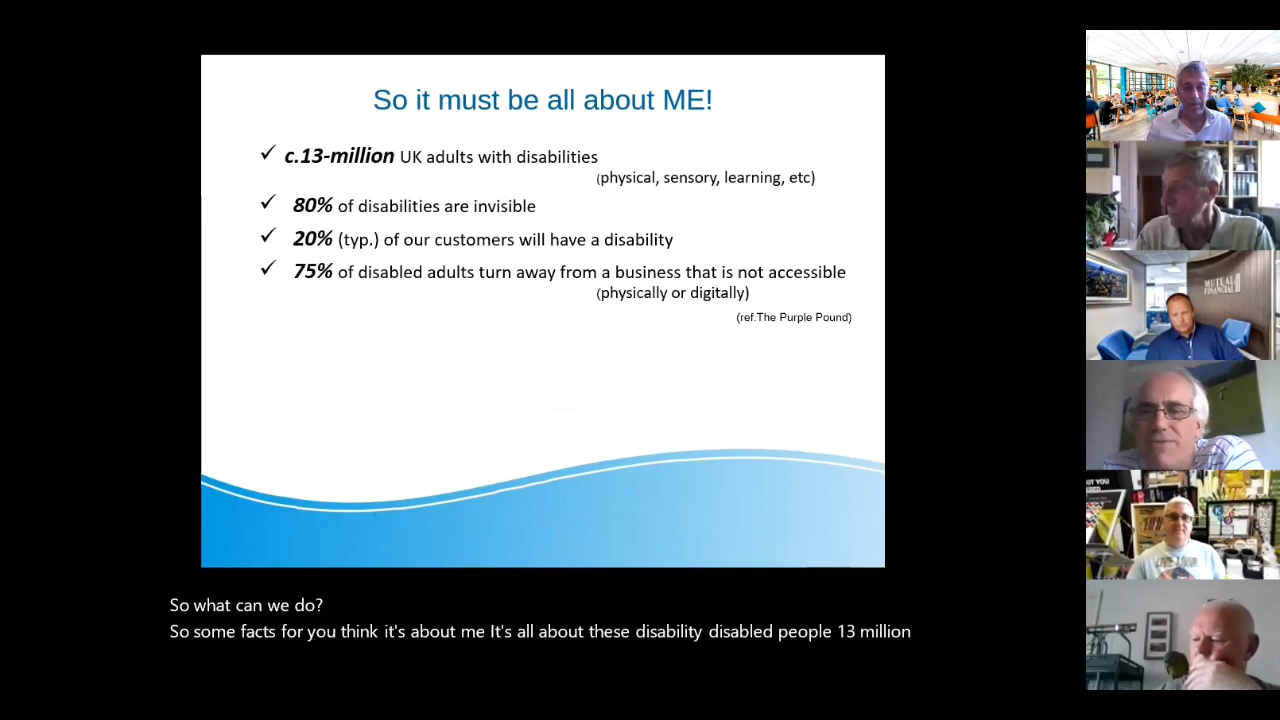 So it must be all about ME!
✓ c.13-million UK adults with disabilities
(physical, sensory, learning, etc)
✓ 80% of disabilities are invisible
✓ 20% (typ.) of our customers will have a disability
✓ 75% of disabled adults turn away from a business that is not accessible
(physically or digitally)
(ref.The Purple Pound)
So what can we do?
So some facts for you think it's about me It's all about these disability disabled people 13 million
MUTUAL
FINANCIAL